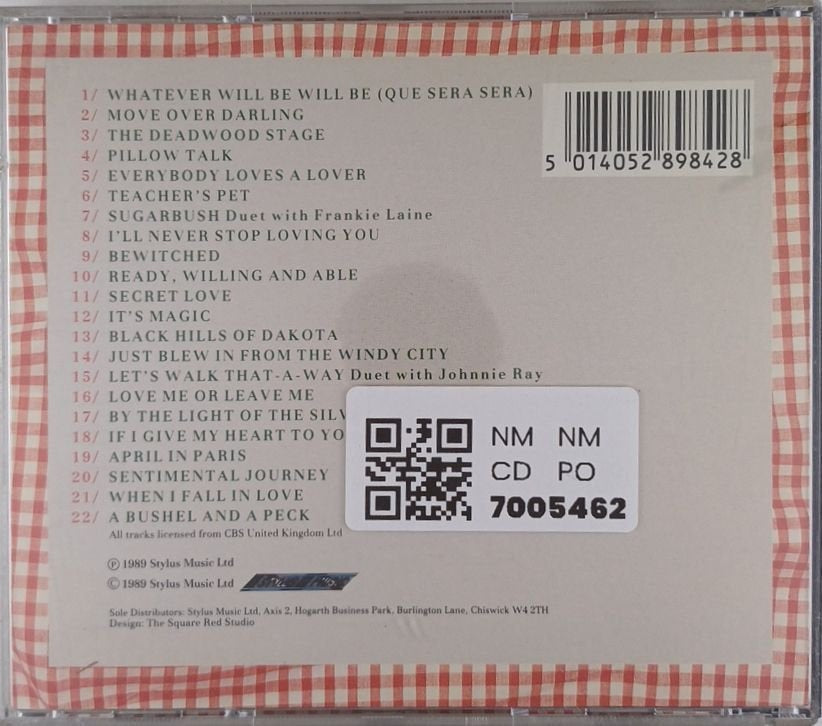 1/ WHATEVER WILL BE WILL BE (QUE SERA SERA)
2/ MOVE OVER DARLING
3/ THE DEADWOOD STAGE
4/ PILLOW TALK
5/ EVERYBODY LOVES A LOVER
6/ TEACHER'S PET
7/ SUGARBUSH Duet with Frankie Laine
8/ I'LL NEVER STOP LOVING YOU
9/ BEWITCHED
10/ READY, WILLING AND ABLE
11/ SECRET LOVE
12/ IT'S MAGIC
13/ BLACK HILLS OF DAKOTA
14/ JUST BLEW IN FROM THE WINDY CITY
15/ LET'S WALK THAT-A-WAY Duet with Johnnie Ray
16/ LOVE ME OR LEAVE ME
17/ BY THE LIGHT OF THE
18/ IF I GIVE MY HEART TO
19/ APRIL IN PARIS
20/ SENTIMENTAL JOURNEY
21/ WHEN I FALL IN LOVE
22/ A BUSHEL AND A PECK
All tracks licensed from CBS United Kingdom Ltd
Ⓟ 1989 Stylus Music Ltd
© 1989 Stylus Music Ltd
Sole Distributors: Stylus Music Ltd, Axis 2, Hogarth Business Park, Burlington Lane, Chiswick W4 2TH
Design: The Square Red Studio
5 014052 898428
NM NM
CD PO
7005462